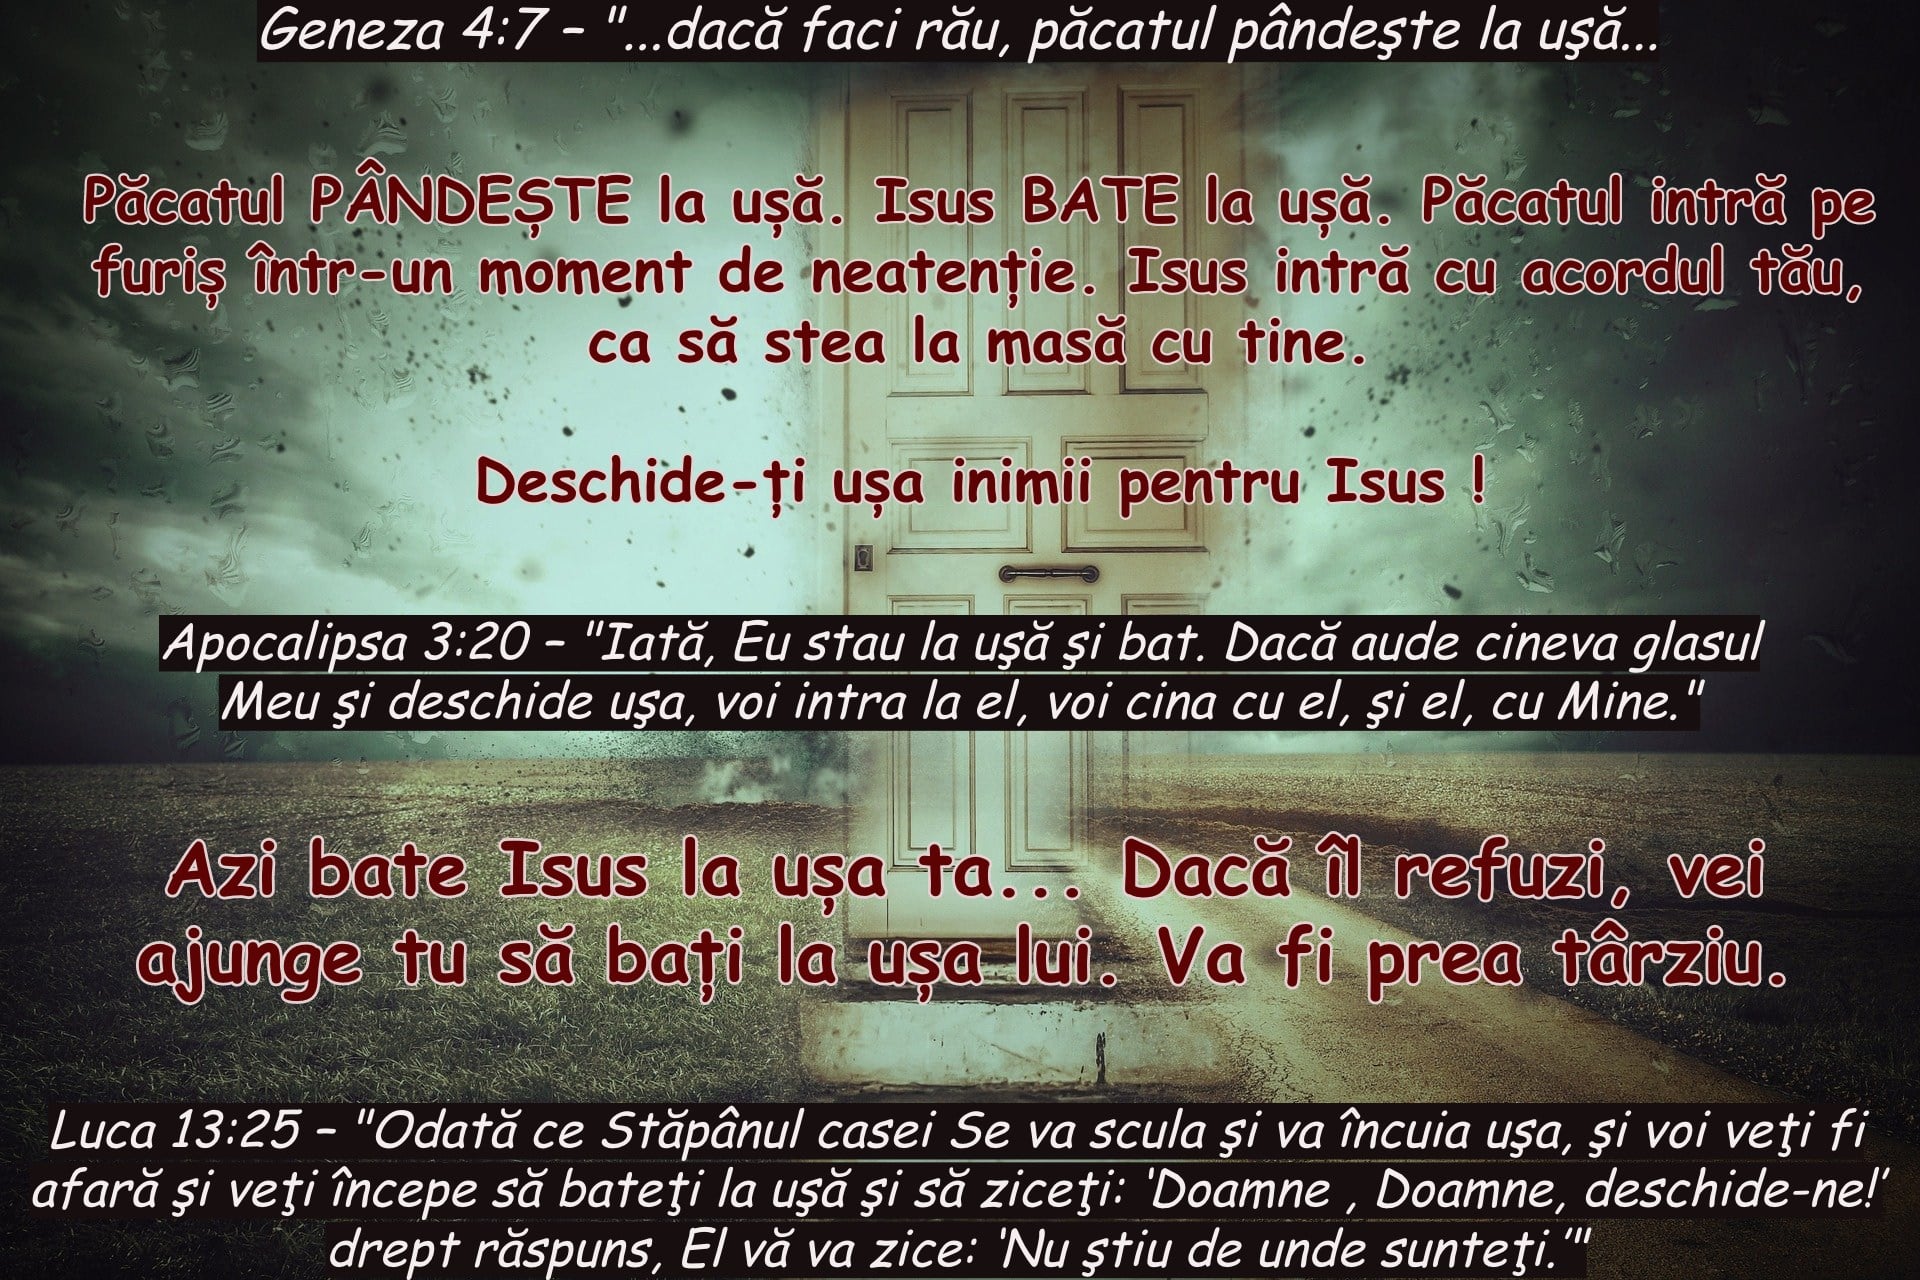 Geneza 4:7 – "...dacă faci rău, păcatul pândeşte la uşă...
Păcatul PÂNDEȘTE la ușă. Isus BATE la ușă. Păcatul intră pe
furiș într-un moment de neatenție. Isus intră cu acordul tău,
ca să stea la masă cu tine.
Deschide-ți ușa inimii pentru Isus !
Apocalipsa 3:20 – "Iată, Eu stau la uşă şi bat. Dacă aude cineva glasul
Meu şi deschide uşa, voi intra la el, voi cina cu el, şi el, cu Mine."
Azi bate Isus la ușa ta... Dacă îl refuzi, vei
ajunge tu să bați la ușa lui. Va fi prea târziu.
Luca 13:25 – "Odată ce Stăpânul casei Se va scula şi va încuia uşa, şi voi veţi fi
afară şi veţi începe să bateţi la uşă şi să ziceţi: ‘Doamne , Doamne, deschide-ne!’
drept răspuns, El vă va zice: ‘Nu ştiu de unde sunteţi.’"